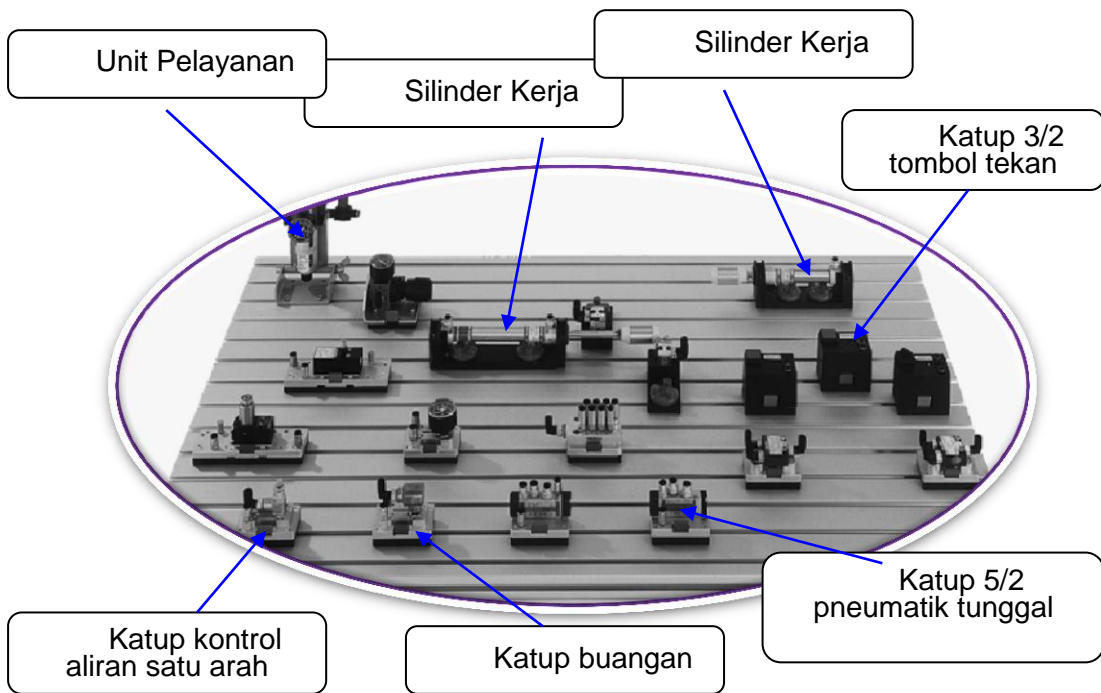 Unit Pelayanan
Silinder Kerja
Silinder Kerja
Katup 3/2
tombol tekan
Katup kontrol
aliran satu arah
Katup buangan
Katup 5/2
pneumatik tunggal